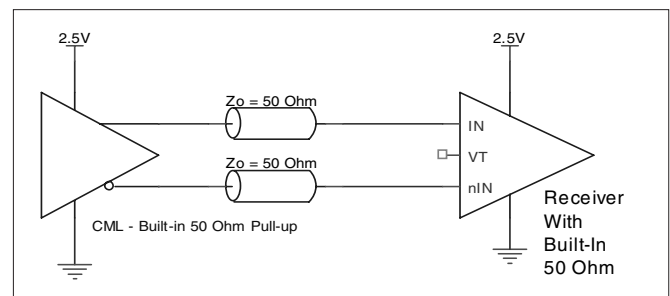 2.5V
2.5V
Zo = 50 Ohm
IN
VT
Zo = 50 Ohm
nIN
CML - Built-in 50 Ohm Pull-up
Receiver
With
Built-In
50 Ohm